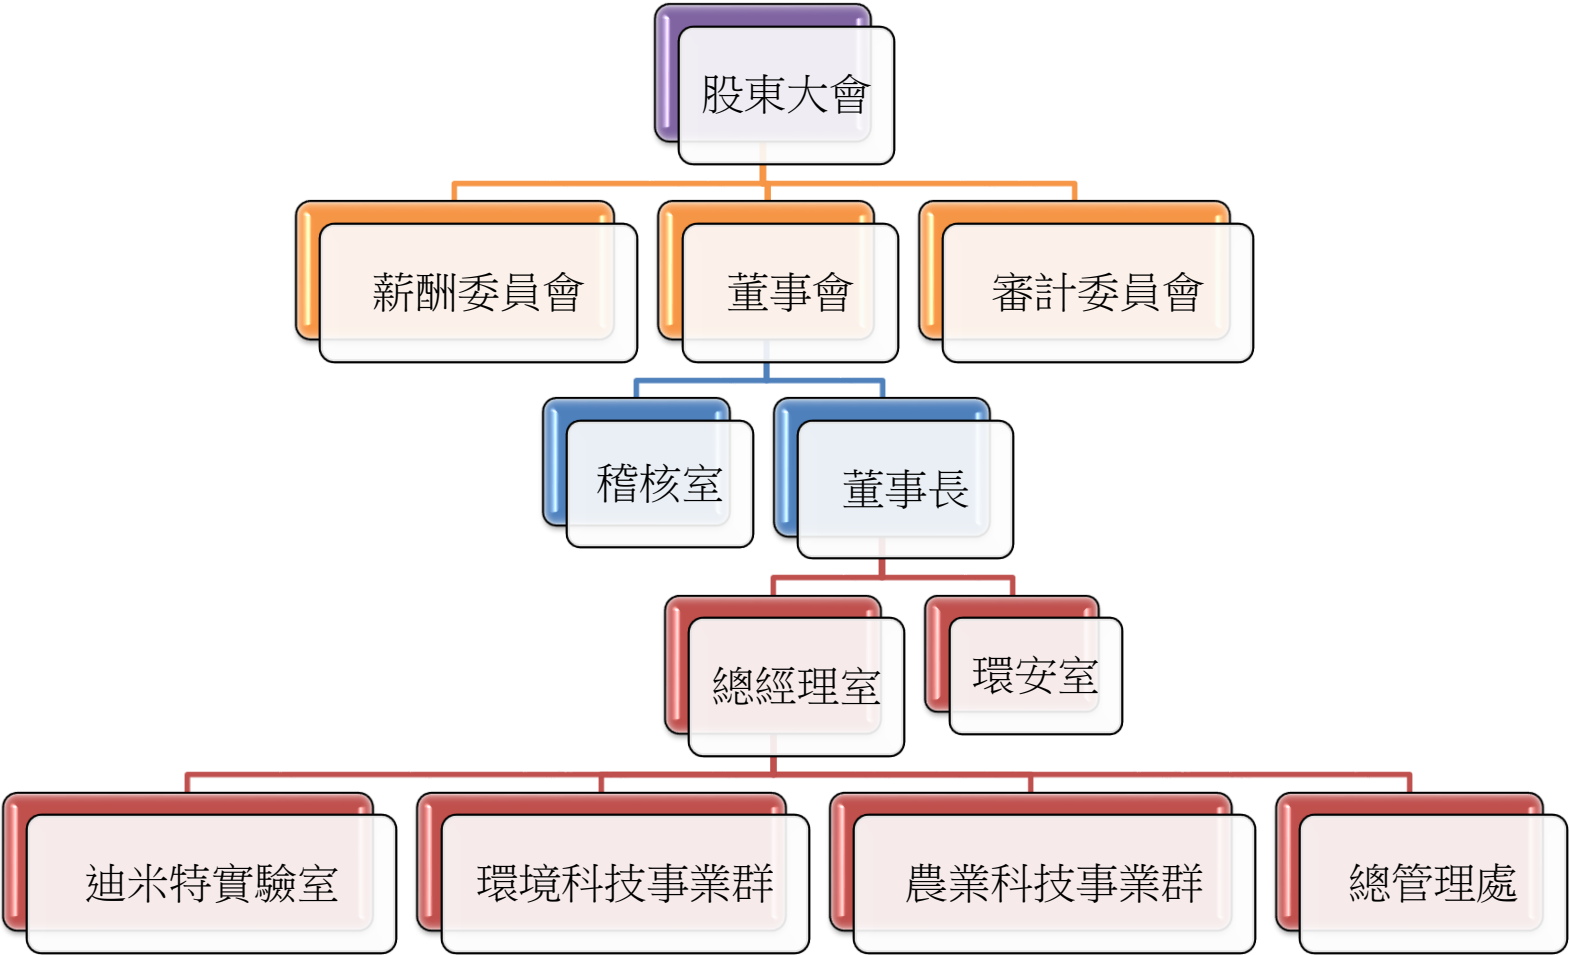 股東大會
薪酬委員會
董事會
審計委員會
稽核室
董事長
總經理室
環安室
迪米特實驗室
環境科技事業群
農業科技事業群
總管理處